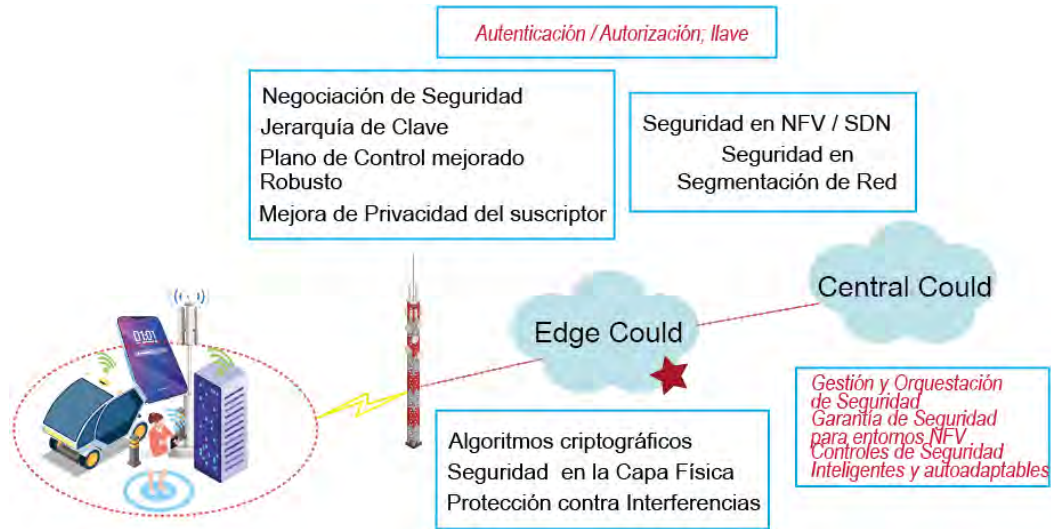 Autenticación / Autorización; llave
Negociación de Seguridad
Jerarquía de Clave
Plano de Control mejorado
Robusto
Mejora de Privacidad del suscriptor
Seguridad en NFV / SDN
Seguridad en
Segmentación de Red
Central Could
Edge Could
01:01
Gestión y Orquestación
de Seguridad
Garantía de Seguridad
para entornos NFV
Controles de Seguridad
Inteligentes y autoadaptables
Algoritmos criptográficos
Seguridad en la Capa Física
Protección contra Interferencias